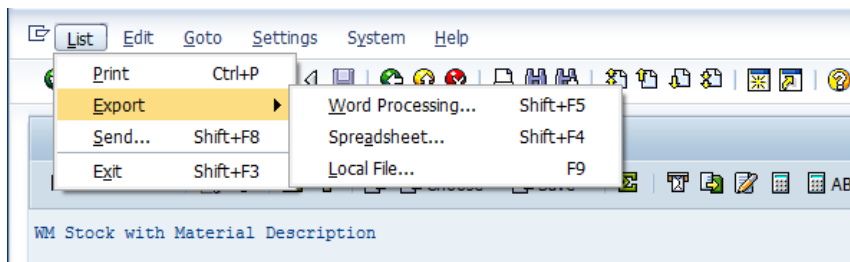 List Edit Goto Settings System Help
Print Ctrl+P
Export Word Processing... Shift+F5
Send... Shift+F8 Spreadsheet... Shift+F4
Exit Shift+F3 Local File... F9
AB
WM Stock with Material Description